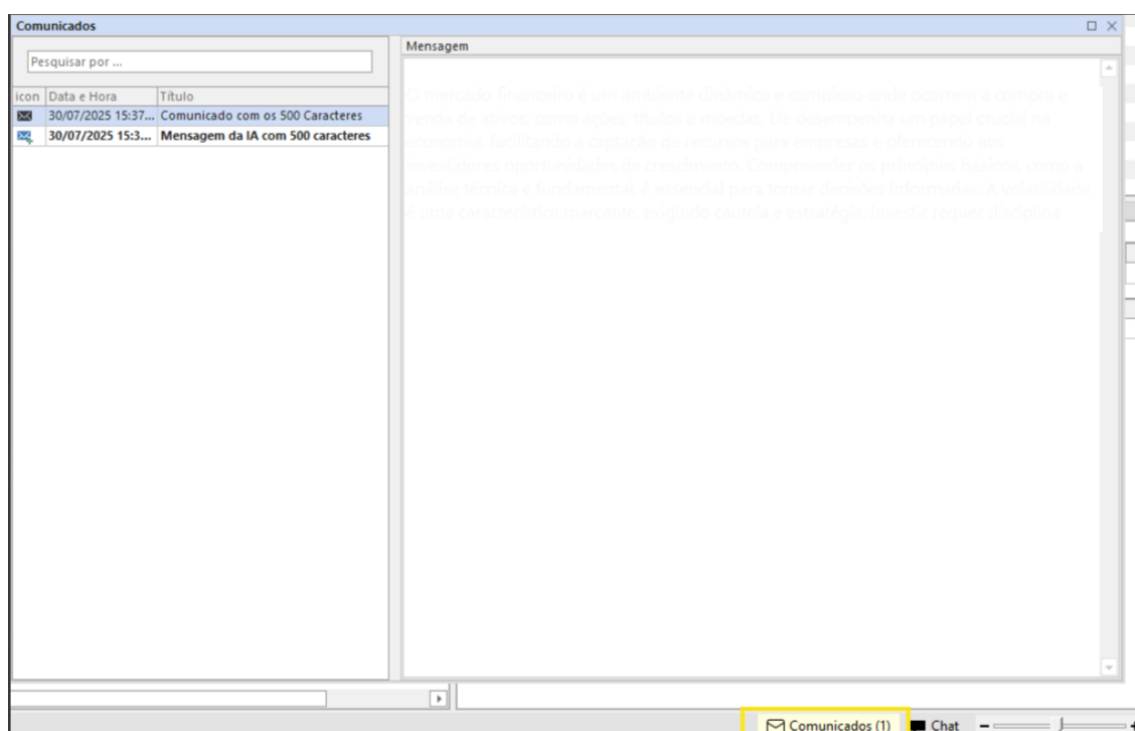 Comunicados
Mensagem
Pesquisar por ...
icon Data e Hora Título
30/07/2025 15:37... Comunicado com os 500 Caracteres
30/07/2025 15:3... Mensagem da IA com 500 caracteres
O mercado financeiro é um ambiente dinâmico e complexo onde ocorrem a compra e
venda de ativos, como ações, títulos e moedas. Ele desempenha um papel crucial na
economia, facilitando a captação de recursos para empresas e oferecendo aos
investidores oportunidades de crescimento. Compreender os princípios básicos, como a
análise técnica e fundamental, é essencial para tomar decisões informadas. A volatilidade
é uma característica marcante, exigindo cautela e estratégia. Investir requer disciplina
Comunicados (1) Chat